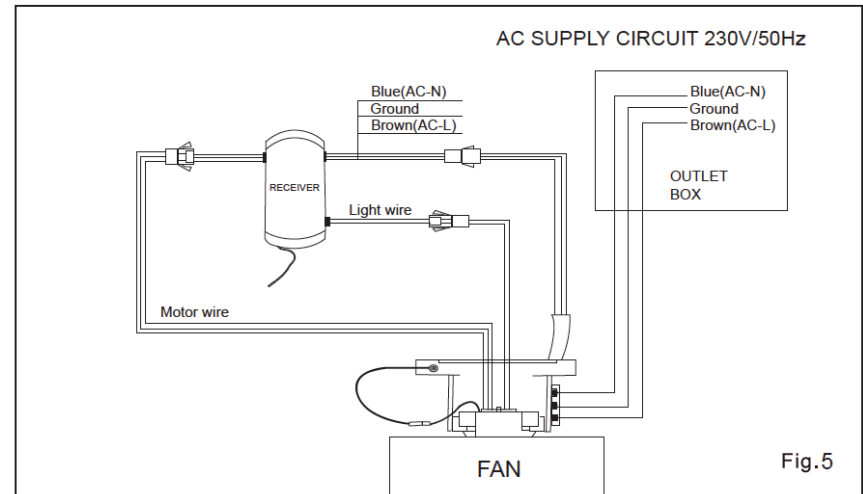 AC SUPPLY CIRCUIT 230V/50Hz
Blue(AC-N)
Ground
Brown(AC-L)
Blue(AC-N)
Ground
Brown(AC-L)
OUTLET
BOX
RECEIVER
Light wire
Motor wire
FAN
Fig.5